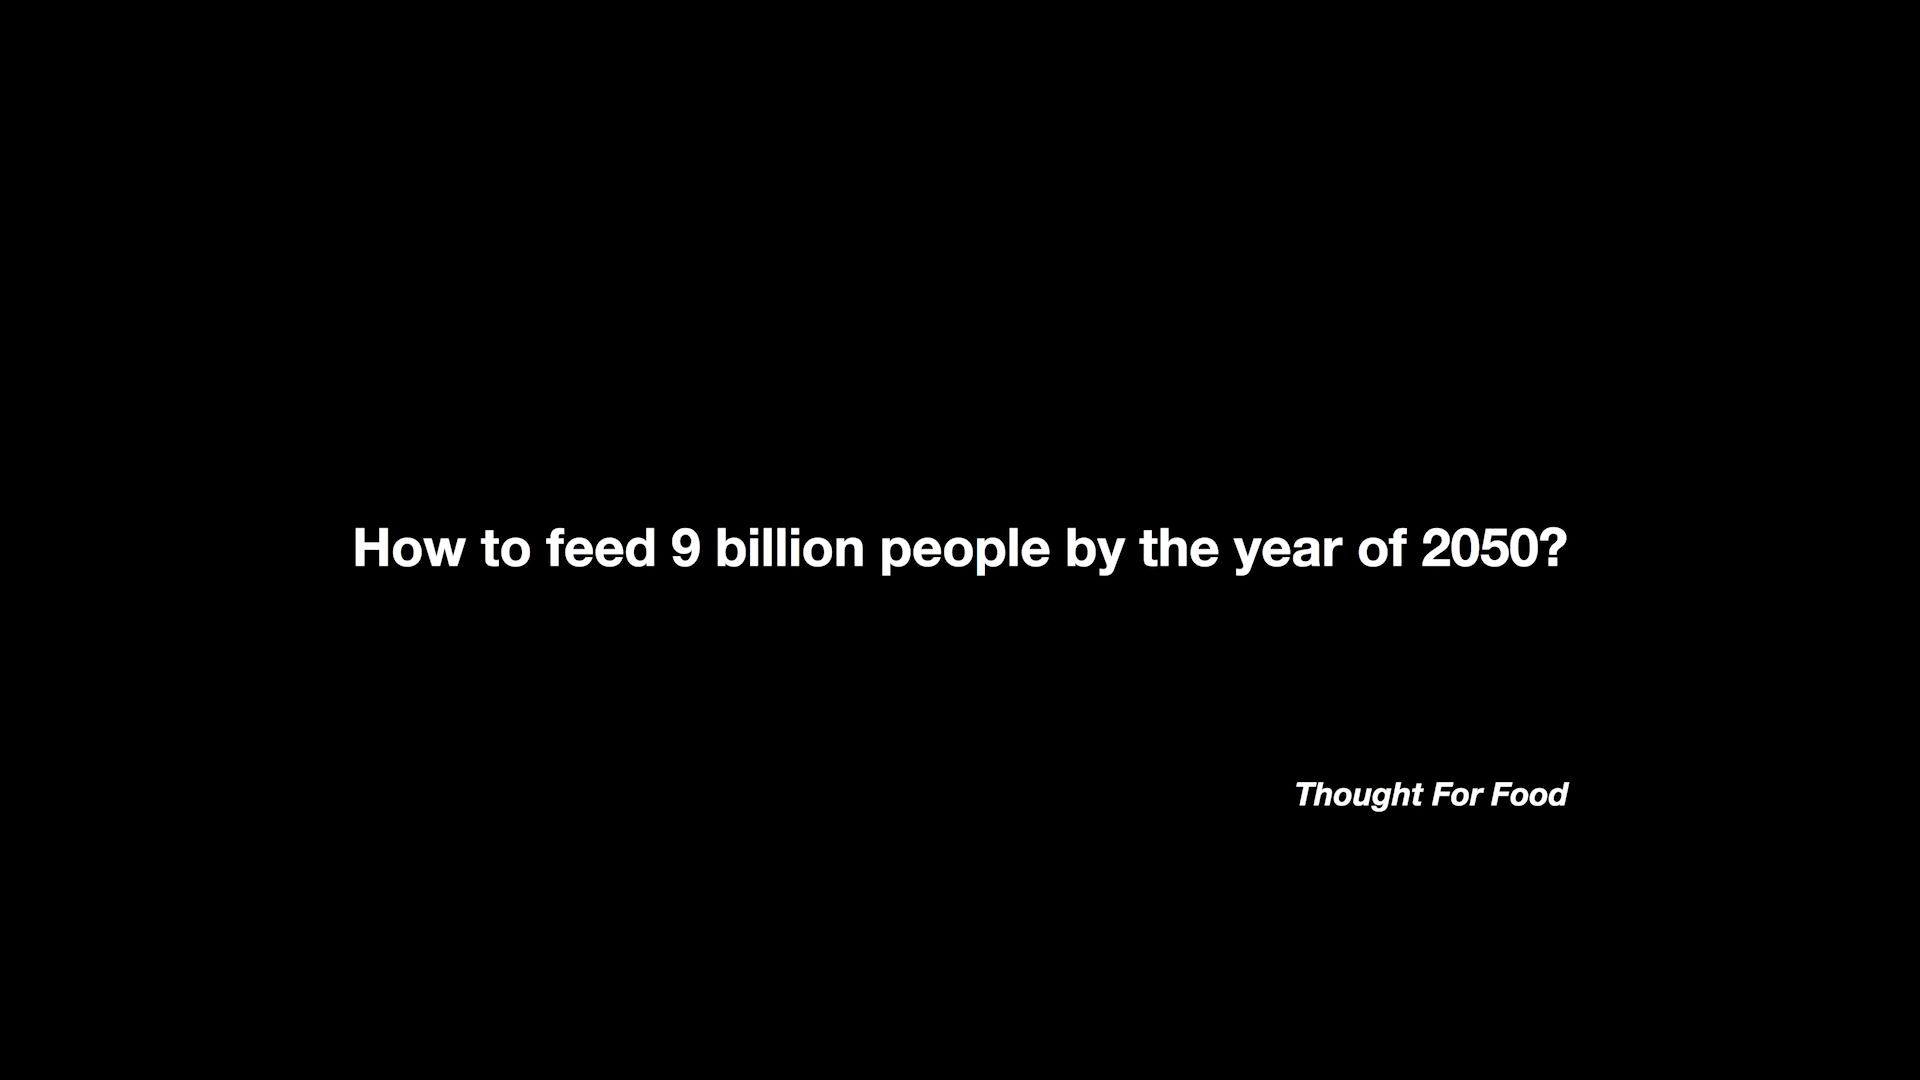 How to feed 9 billion people by the year of 2050?
Thought For Food